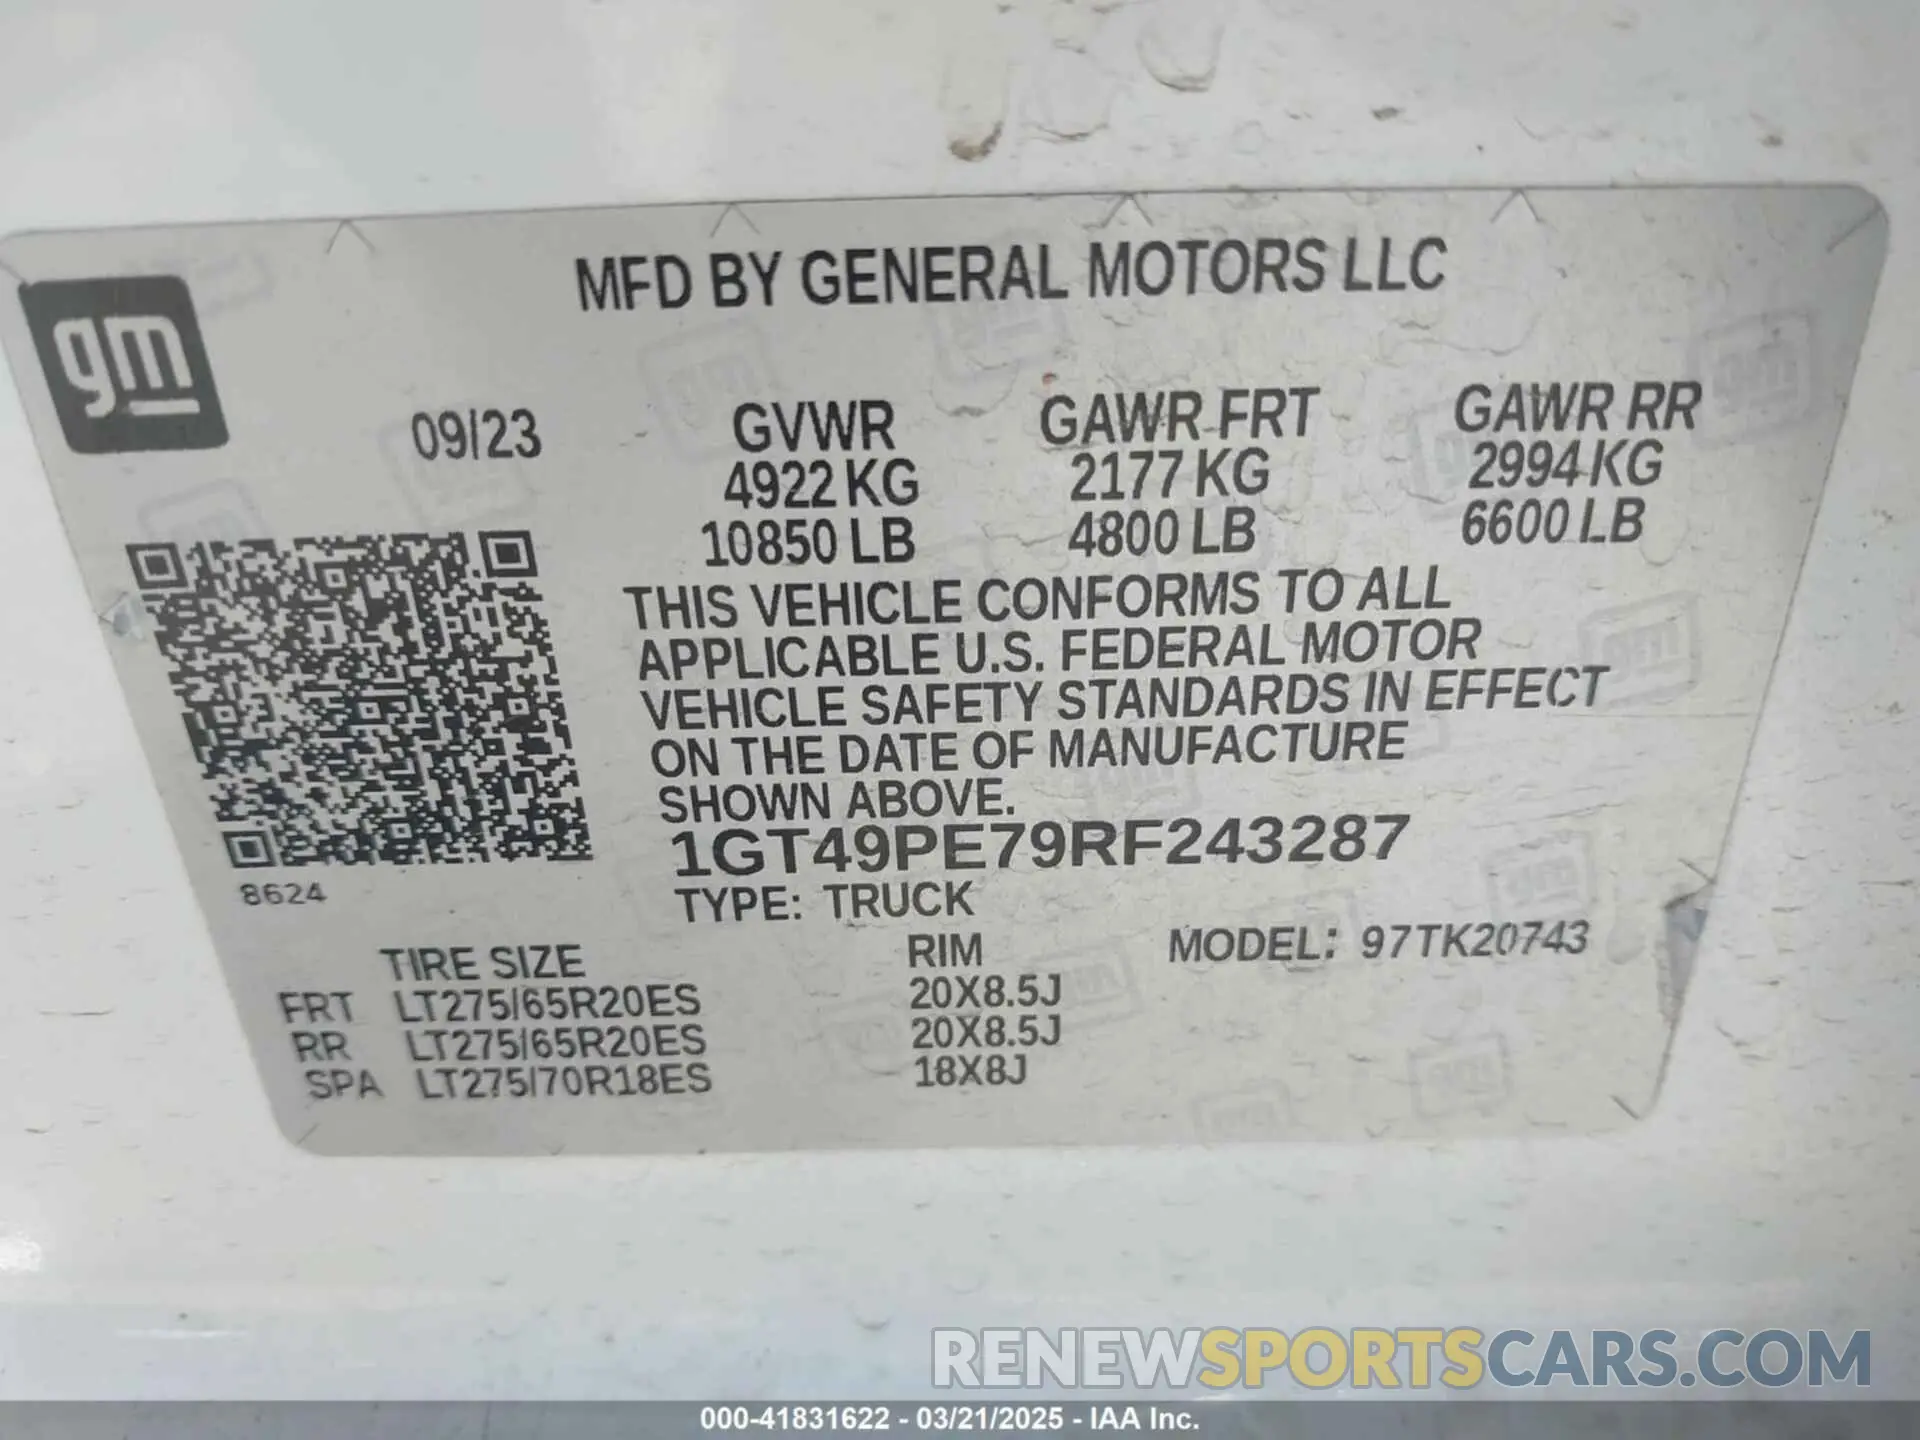 MFD BY GENERAL MOTORS LLC
gm
09/23 GVWR GAWR FRT GAWR RR
4922 KG 2177 KG 2994 KG
10850 LB 4800 LB 6600 LB
THIS VEHICLE CONFORMS TO ALL
APPLICABLE U.S. FEDERAL MOTOR
VEHICLE SAFETY STANDARDS IN EFFECT
ON THE DATE OF MANUFACTURE
SHOWN ABOVE.
1GT49PE79RF243287
8624
TYPE: TRUCK
TIRE SIZE RIM MODEL: 97TK20743
FRT LT275/65R20ES 20X8.5J
RR LT275/65R20ES 20X8.5J
SPA LT275/70R18ES 18X8J
RENEWSPORTSCARS.COM
000-41831622 - 03/21/2025 - IAA Inc.